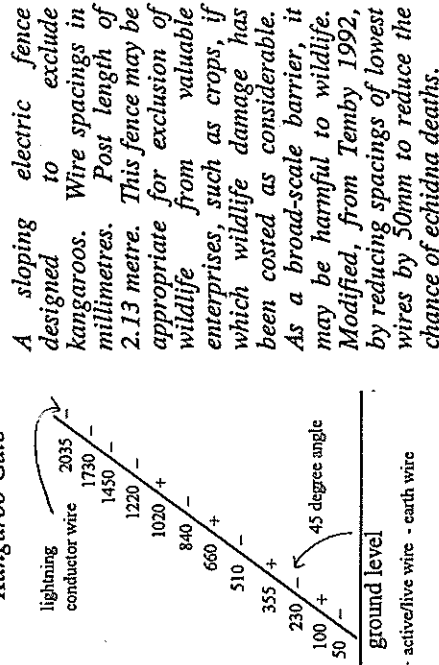 Kangaroo
lightning
conductor wire
2035 −
1730 −
1450 −
1220 −
1020 +
840 −
660 +
510 −
355 +
230 −
100 +
50 −
45 degree angle
ground level
- active/live wire - earth wire
A sloping electric fence
designed to exclude
kangaroos. Wire spacings in
millimetres. Post length of
2.13 metre. This fence may be
appropriate for exclusion of
wildlife from valuable
enterprises, such as crops, if
which wildlife damage has
been costed as considerable.
As a broad-scale barrier, it
may be harmful to wildlife.
Modified, from Temby 1992,
by reducing spacings of lowest
wires by 50mm to reduce the
chance of echidna deaths.